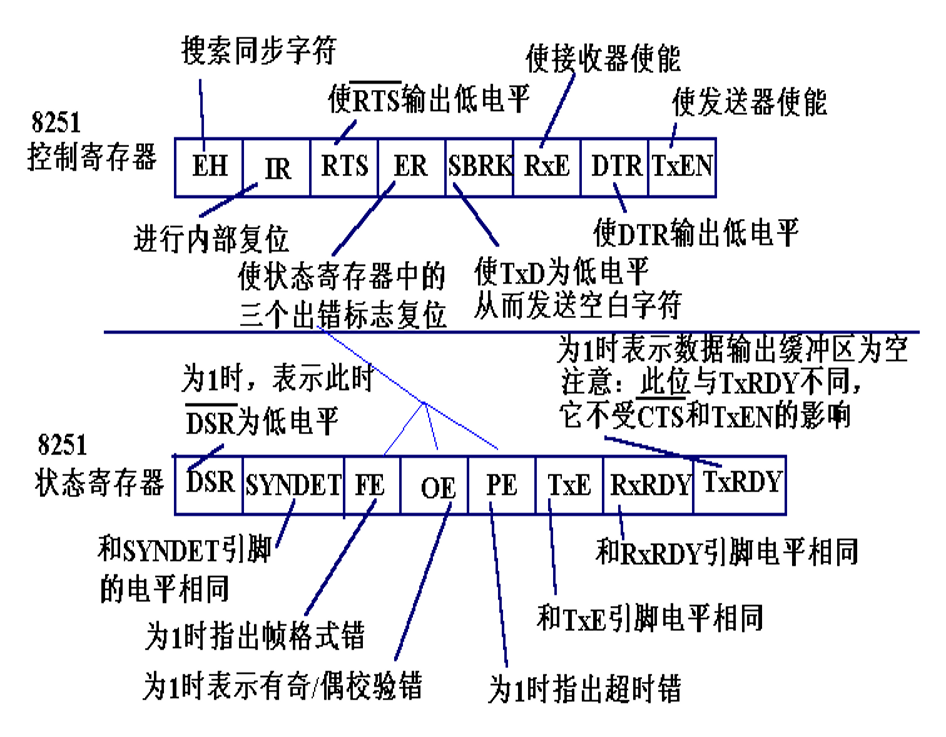 搜索同步字符
使接收器使能
使RTS输出低电平
使发送器使能
8251
控制寄存器
EH IR RTS ER SBRK RxE DTR TxEN
进行内部复位
使DTR输出低电平
使状态寄存器中的
三个出错标志复位
使TxD为低电平
从而发送空白字符
为1时表示数据输出缓冲区为空
注意：此位与TxRDY不同，
它不受CTS和TxEN的影响
为1时，表示此时
DSR为低电平
8251
状态寄存器
DSR SYNDET FE OE PE TxE RxRDY TxRDY
和SYNDET引脚
的电平相同
和RxRDY引脚电平相同
和TxE引脚电平相同
为1时指出帧格式错
为1时表示有奇/偶校验错
为1时指出超时错